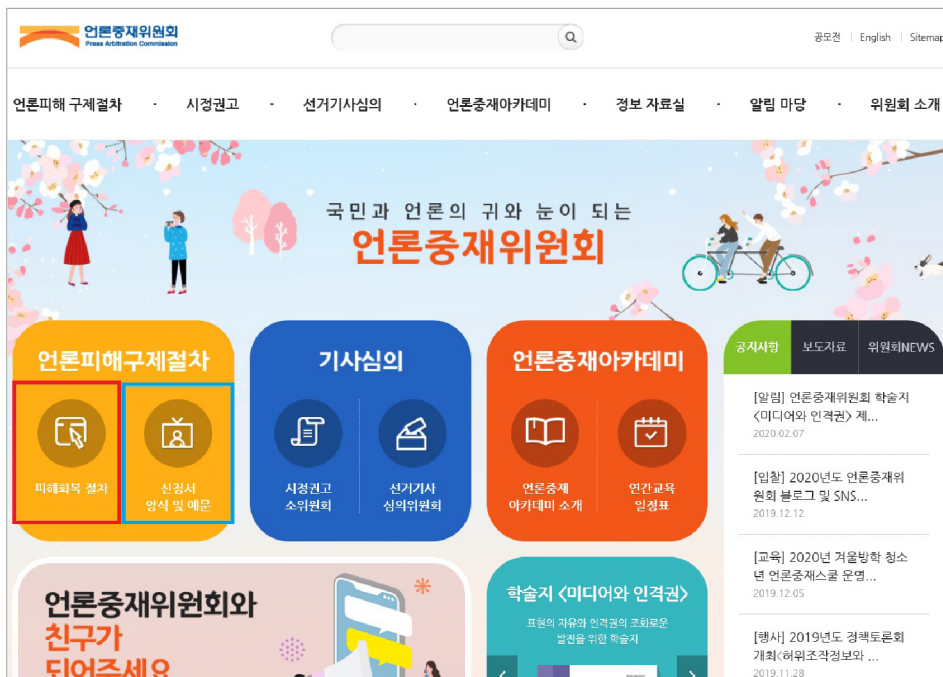 언론중재위원회
Press Arbitration Commission
공모전 English Sitemap
언론피해 구제절차 · 시정권고 · 선거기사심의 · 언론중재아카데미 · 정보 자료실 · 알림 마당 · 위원회 소개
국민과 언론의 귀와 눈이 되는
언론중재위원회
언론피해구제절차
피해회복 절차
신청서
양식 및 예문
기사심의
시정권고
소위원회
선거기사
심의위원회
언론중재아카데미
언론중재
아카데미 소개
연간교육
일정표
공지사항 보도자료 위원회NEWS
[알림] 언론중재위원회 학술지
<미디어와 인격권> 제...
2020.02.07
[입찰] 2020년도 언론중재위
원회 블로그 및 SNS...
2019.12.12
[교육] 2020년 겨울방학 청소
년 언론중재스쿨 운영...
2019.12.05
[행사] 2019년도 정책토론회
개최<허위조작정보와 ...
2019.11.28
언론중재위원회와
친구가
되어주세요
학술지 <미디어와 인격권>
표현의 자유와 인격권의 조화로운
발전을 위한 학술지